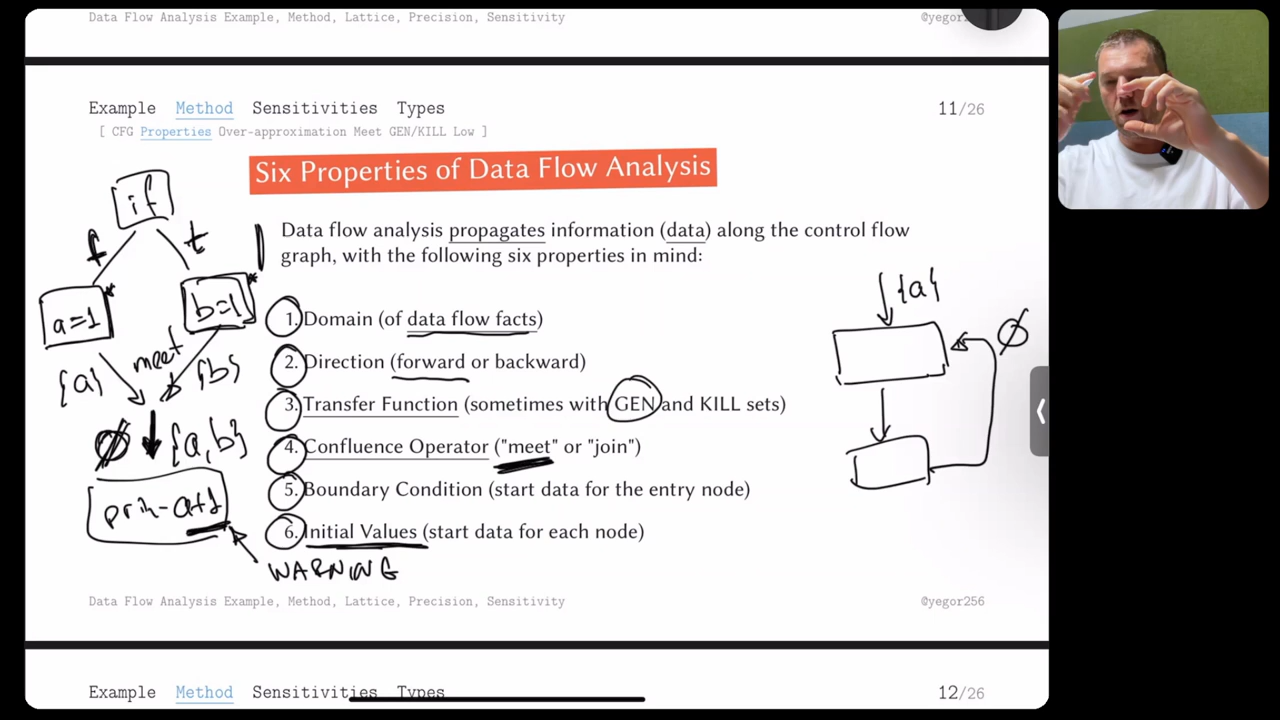 Data Flow Analysis Example, Method, Lattice, Precision, Sensitivity
Example Method Sensitivities Types
11/26
[ CFG Properties Over-approximation Meet GEN/KILL Low ]
Six Properties of Data Flow Analysis
Data flow analysis propagates information (data) along the control flow
graph, with the following six properties in mind:
1. Domain (of data flow facts)
2. Direction (forward or backward)
3. Transfer Function (sometimes with GEN and KILL sets)
4. Confluence Operator ("meet" or "join")
5. Boundary Condition (start data for the entry node)
6. Initial Values (start data for each node)
if
f
t
a=1
b=1
meet
{a}
{b}
∅
{a,b}
a+1
WARNING
{a}
∅
Data Flow Analysis Example, Method, Lattice, Precision, Sensitivity
@yegor256
Example Method Sensitivities Types
12/26